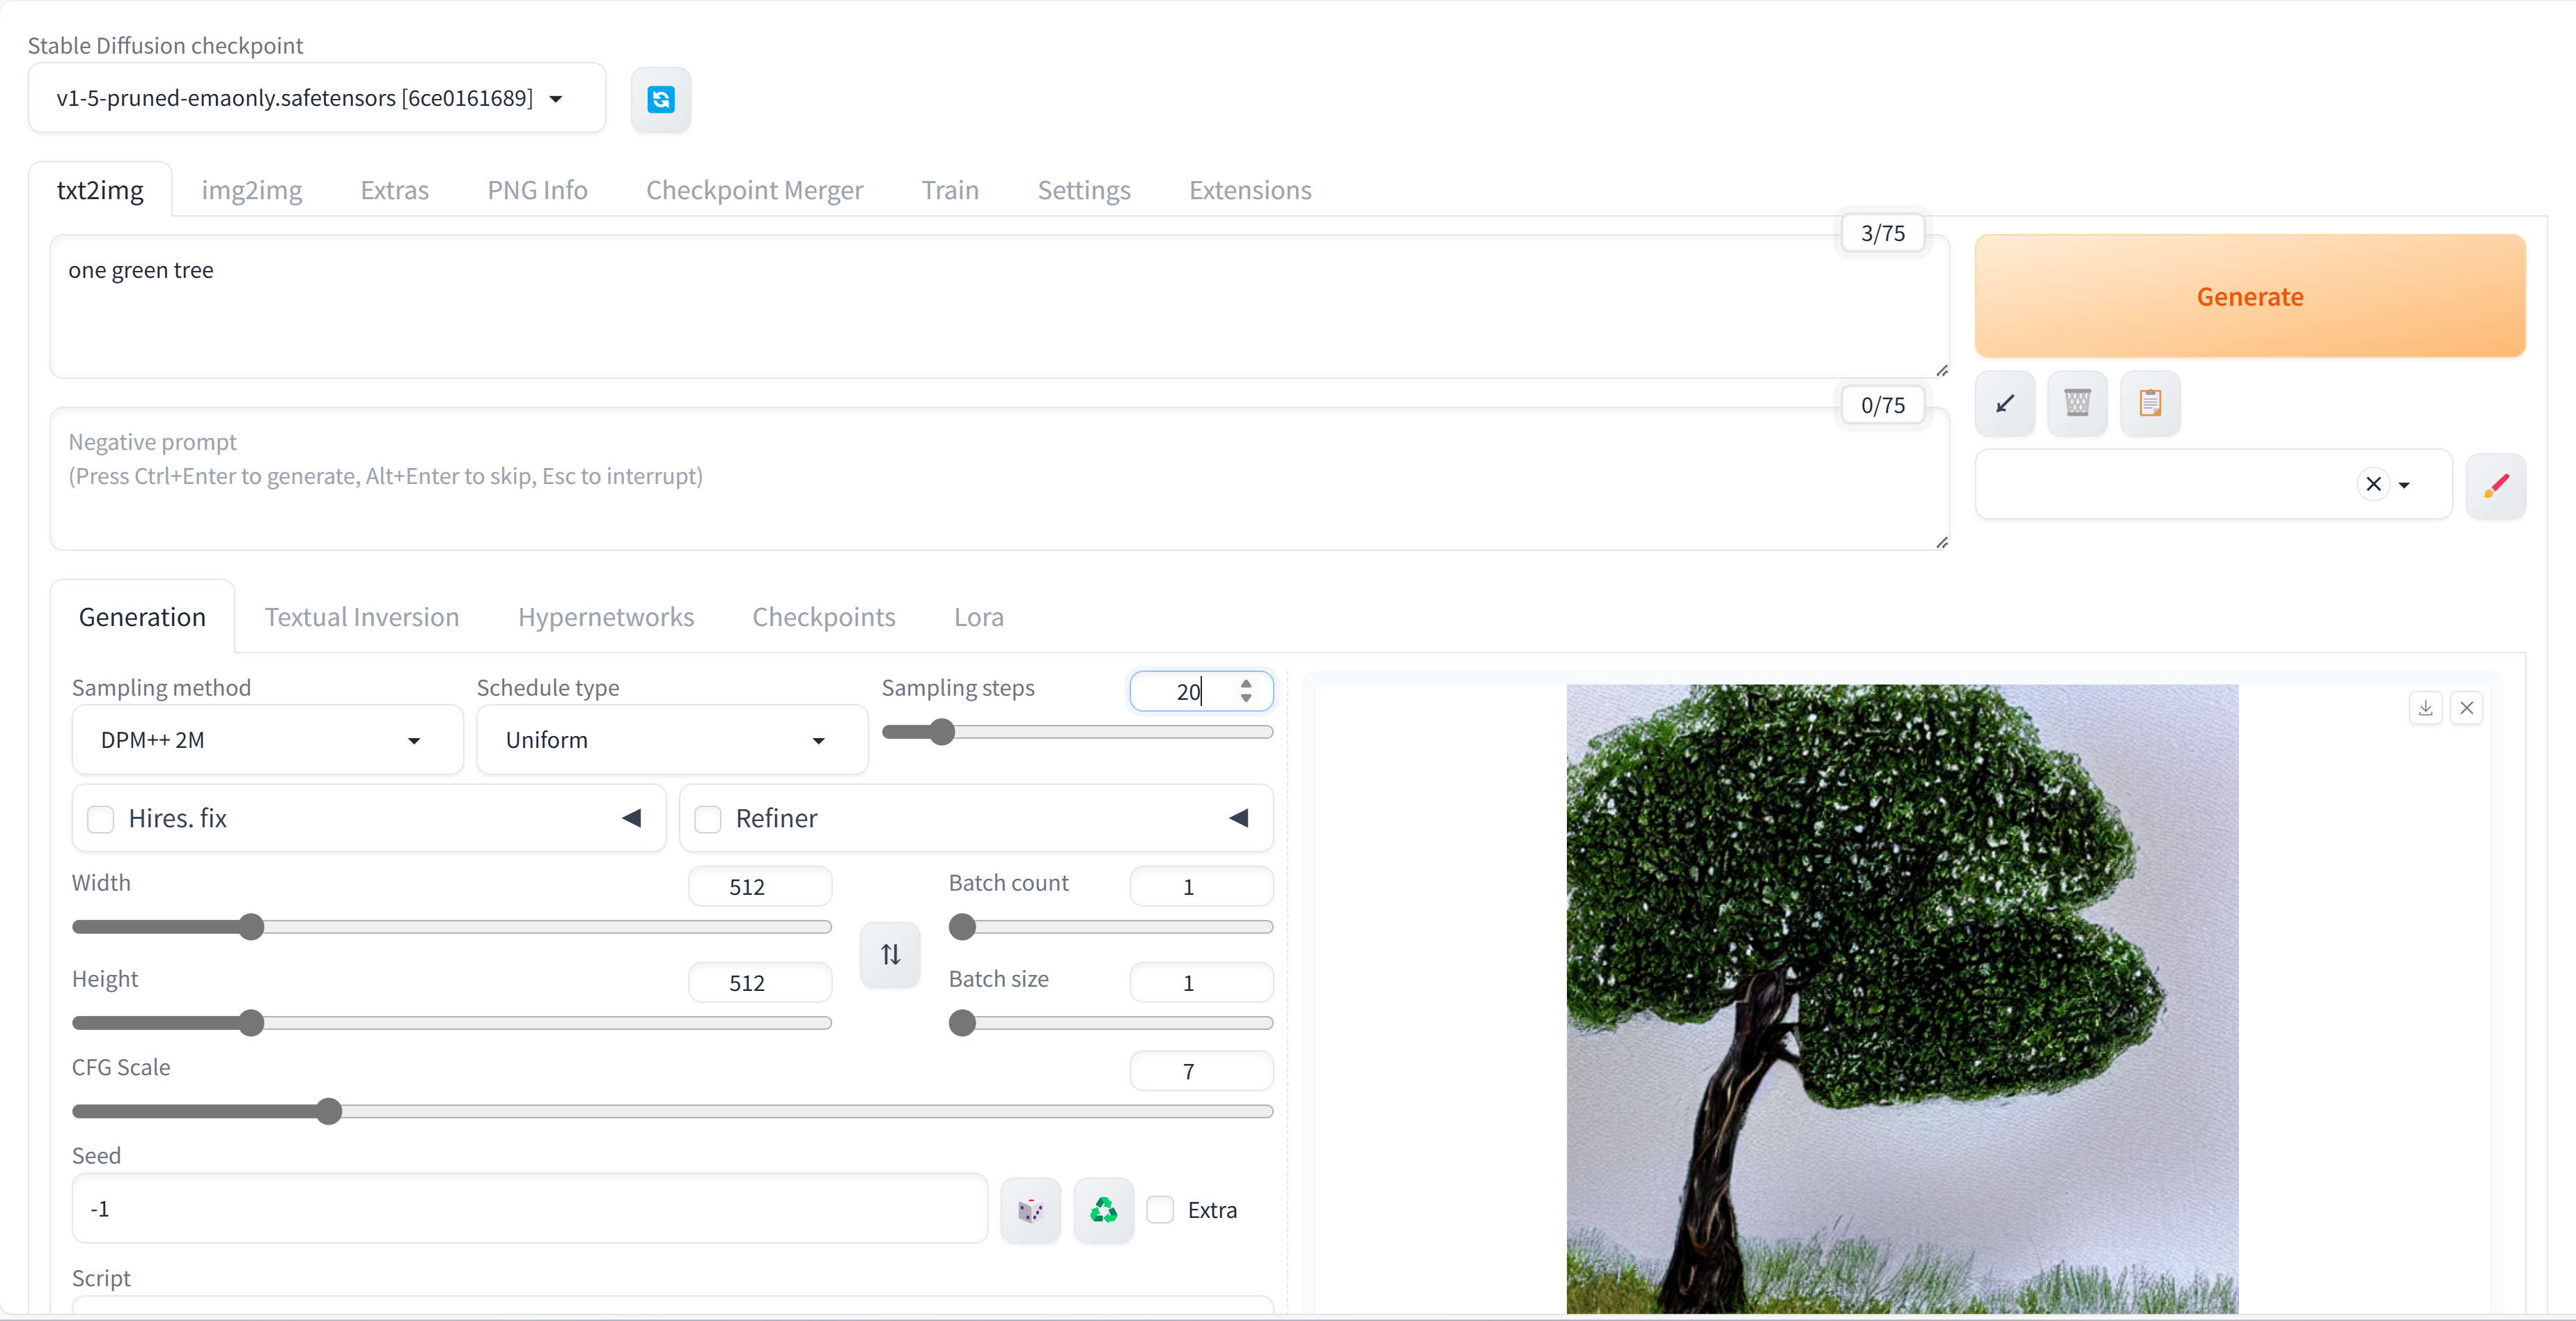 Stable Diffusion checkpoint
v1-5-pruned-emaonly.safetensors [6ce0161689]
txt2img img2img Extras PNG Info Checkpoint Merger Train Settings Extensions
3/75
one green tree
Generate
0/75
Negative prompt
(Press Ctrl+Enter to generate, Alt+Enter to skip, Esc to interrupt)
Generation Textual Inversion Hypernetworks Checkpoints Lora
Sampling method Schedule type Sampling steps 20
DPM++ 2M Uniform
Hires. fix Refiner
Width 512 Batch count 1
Height 512 Batch size 1
CFG Scale 7
Seed
-1 Extra
Script